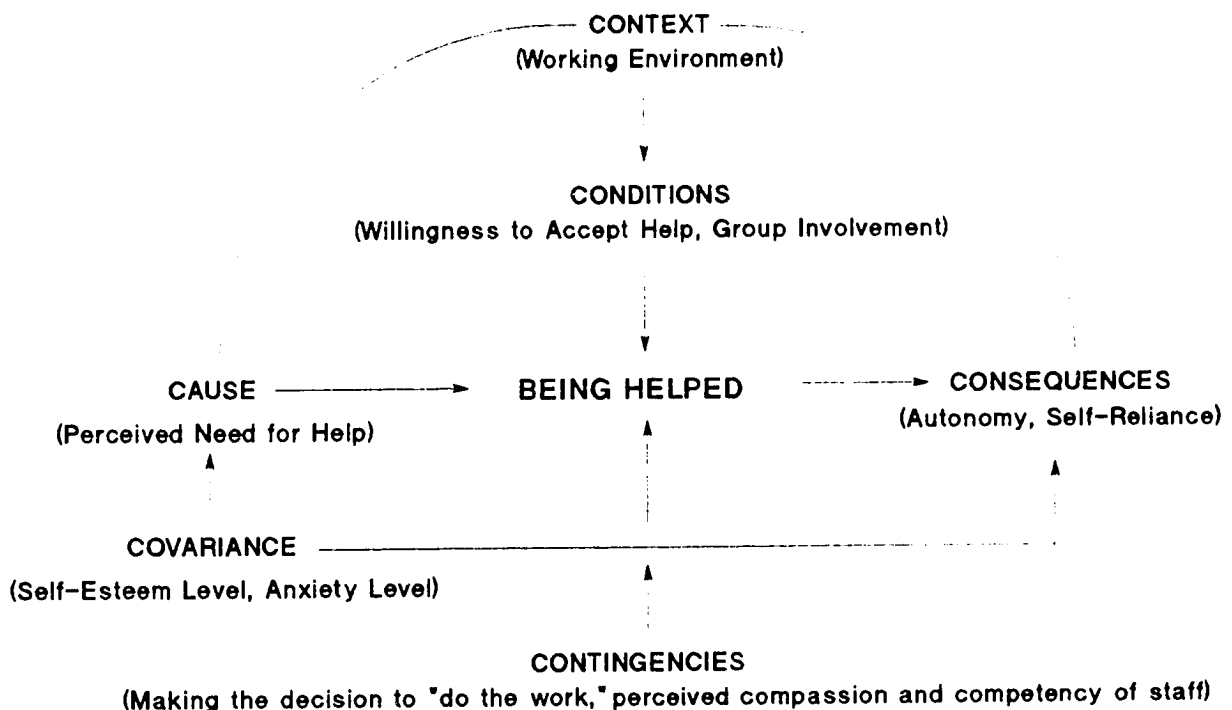 CONTEXT
(Working Environment)
CONDITIONS
(Willingness to Accept Help, Group Involvement)
CAUSE
(Perceived Need for Help)
BEING HELPED
CONSEQUENCES
(Autonomy, Self-Reliance)
COVARIANCE
(Self-Esteem Level, Anxiety Level)
CONTINGENCIES
(Making the decision to "do the work," perceived compassion and competency of staff)